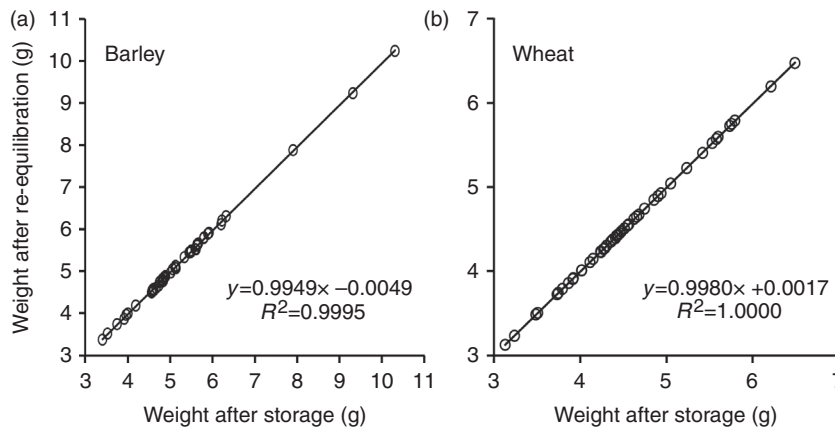 (a)
Barley
Weight after re-equilibration (g)
11
10
9
8
7
6
5
4
3
y=0.9949× −0.0049
R2=0.9995
3 4 5 6 7 8 9 10 11
Weight after storage (g)
(b)
Wheat
7
6
5
4
3
y=0.9980× +0.0017
R2=1.0000
3 4 5 6 7
Weight after storage (g)